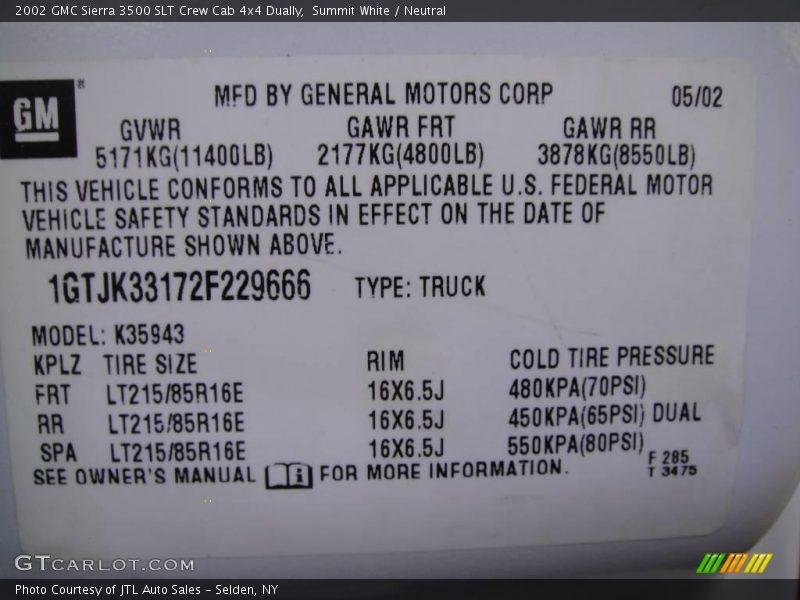 2002 GMC Sierra 3500 SLT Crew Cab 4x4 Dually, Summit White / Neutral
GM ®
MFD BY GENERAL MOTORS CORP 05/02
GVWR GAWR FRT GAWR RR
5171KG(11400LB) 2177KG(4800LB) 3878KG(8550LB)
THIS VEHICLE CONFORMS TO ALL APPLICABLE U.S. FEDERAL MOTOR
VEHICLE SAFETY STANDARDS IN EFFECT ON THE DATE OF
MANUFACTURE SHOWN ABOVE.
1GTJK33172F229666 TYPE: TRUCK
MODEL: K35943
KPLZ TIRE SIZE RIM COLD TIRE PRESSURE
FRT LT215/85R16E 16X6.5J 480KPA(70PSI)
RR LT215/85R16E 16X6.5J 450KPA(65PSI) DUAL
SPA LT215/85R16E 16X6.5J 550KPA(80PSI)
SEE OWNER'S MANUAL i FOR MORE INFORMATION.
F 285
T 3475
GTCARLOT.COM
Photo Courtesy of JTL Auto Sales - Selden, NY